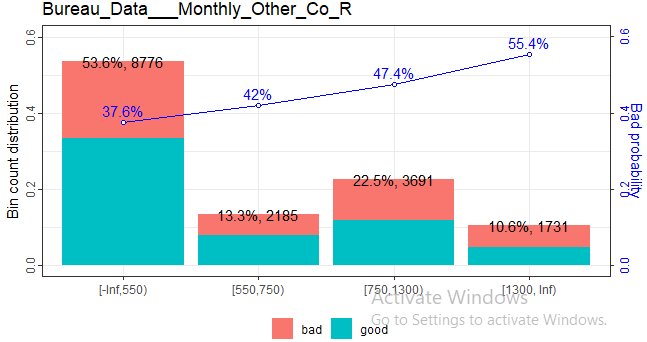 Bureau_Data___Monthly_Other_Co_R
0.6
0.4
0.2
0.0
Bin count distribution
53.6%, 8776
13.3%, 2185
22.5%, 3691
10.6%, 1731
37.6%
42%
47.4%
55.4%
0.6
0.4
0.2
0.0
Bad probability
[-Inf,550)
[550,750)
[750,1300)
[1300, Inf)
Activate Windows
Go to Settings to activate Windows.
bad
good